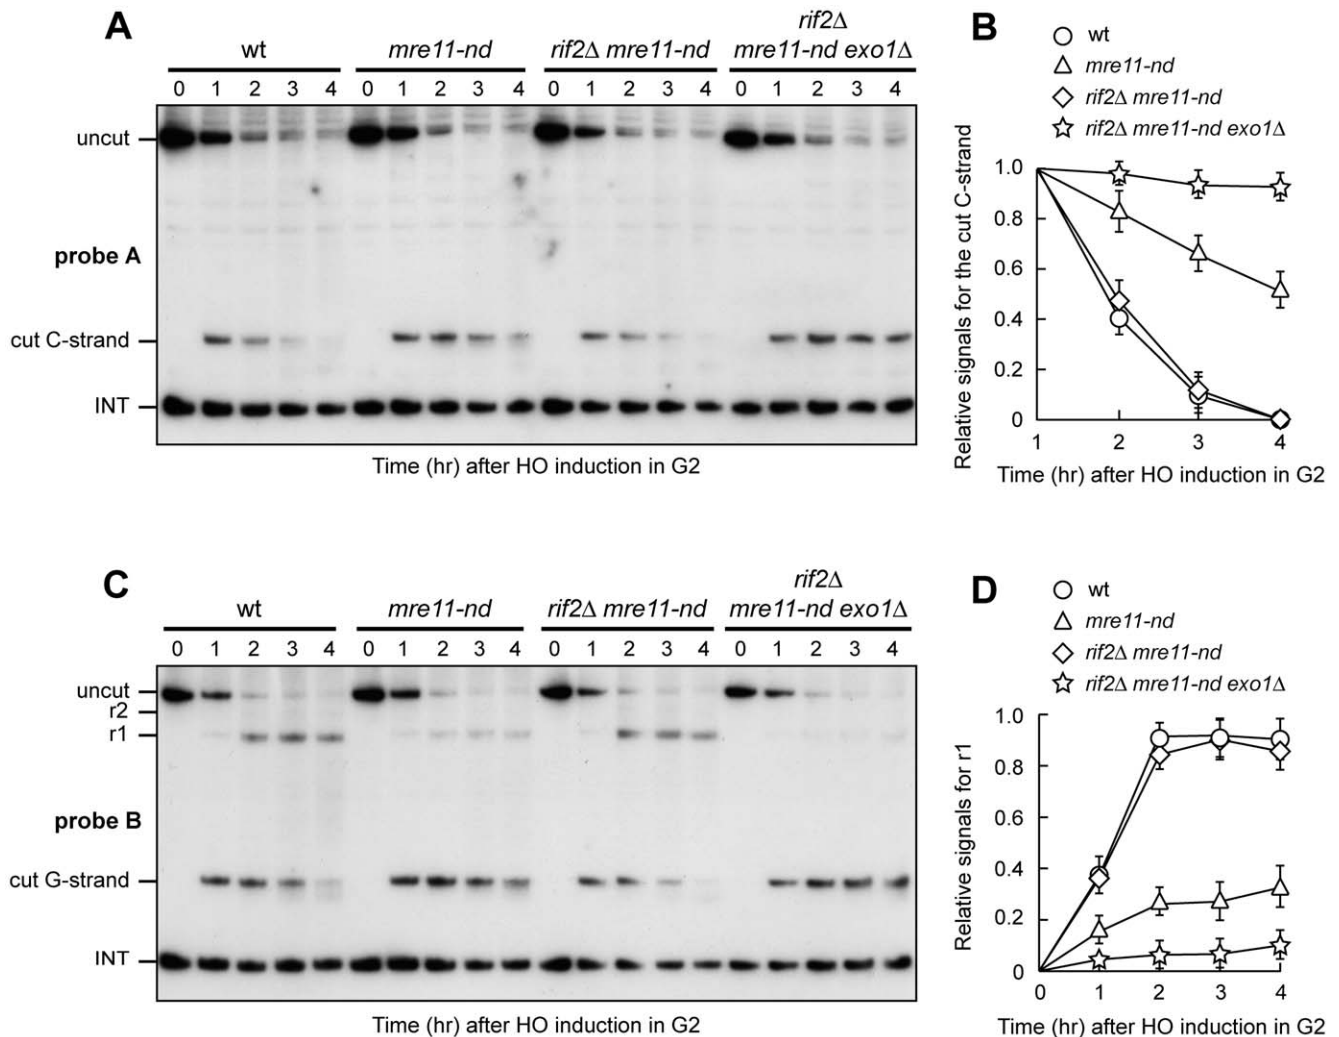 A
wt
mre11-nd
rif2Δ mre11-nd
rif2Δ
mre11-nd exo1Δ
0 1 2 3 4 0 1 2 3 4 0 1 2 3 4 0 1 2 3 4
uncut
probe A
cut C-strand
INT
Time (hr) after HO induction in G2
B
wt
mre11-nd
rif2Δ mre11-nd
rif2Δ mre11-nd exo1Δ
Relative signals for the cut C-strand
1.0
0.8
0.6
0.4
0.2
0
1 2 3 4
Time (hr) after HO induction in G2
C
wt
mre11-nd
rif2Δ mre11-nd
rif2Δ
mre11-nd exo1Δ
0 1 2 3 4 0 1 2 3 4 0 1 2 3 4 0 1 2 3 4
uncut
r2
r1
probe B
cut G-strand
INT
Time (hr) after HO induction in G2
D
wt
mre11-nd
rif2Δ mre11-nd
rif2Δ mre11-nd exo1Δ
Relative signals for r1
1.0
0.8
0.6
0.4
0.2
0
0 1 2 3 4
Time (hr) after HO induction in G2